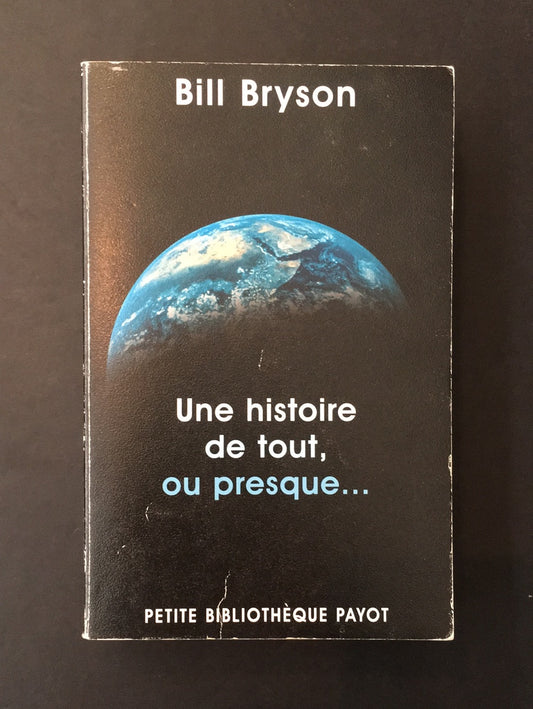 Bill Bryson
Une histoire
de tout,
ou presque...
PETITE BIBLIOTHÈQUE PAYOT